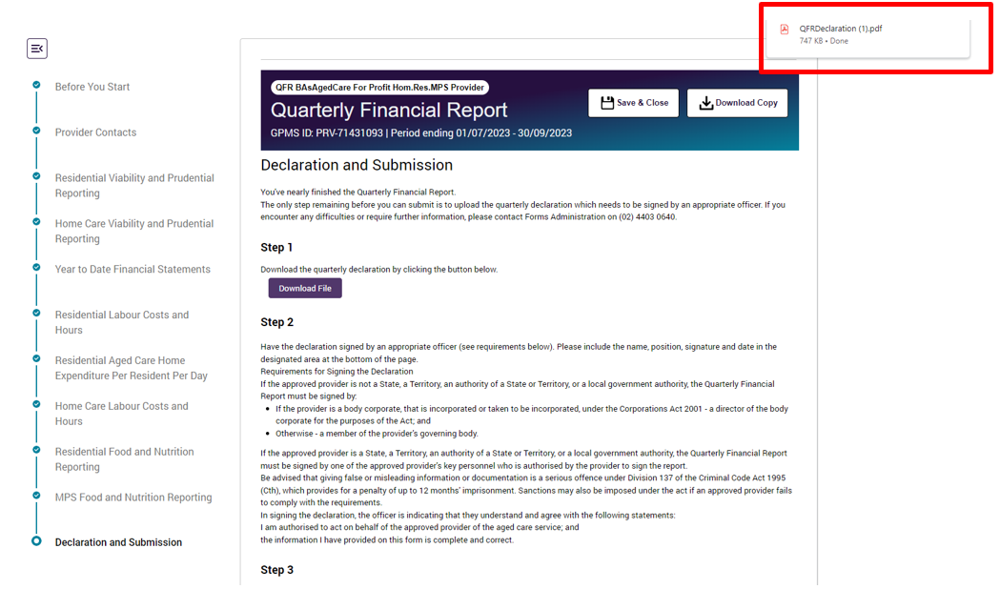 QFRDeclaration (1).pdf
747 KB • Done
Before You Start
Provider Contacts
Residential Viability and Prudential
Reporting
Home Care Viability and Prudential
Reporting
Year to Date Financial Statements
Residential Labour Costs and
Hours
Residential Aged Care Home
Expenditure Per Resident Per Day
Home Care Labour Costs and
Hours
Residential Food and Nutrition
Reporting
MPS Food and Nutrition Reporting
Declaration and Submission
QFR BAsAgedCare For Profit Hom.Res.MPS Provider
Quarterly Financial Report
GPMS ID: PRV-71431093 | Period ending 01/07/2023 - 30/09/2023
Save & Close
Download Copy
Declaration and Submission
You've nearly finished the Quarterly Financial Report.
The only step remaining before you can submit is to upload the quarterly declaration which needs to be signed by an appropriate officer. If you
encounter any difficulties or require further information, please contact Forms Administration on (02) 4403 0640.
Step 1
Download the quarterly declaration by clicking the button below.
Download File
Step 2
Have the declaration signed by an appropriate officer (see requirements below). Please include the name, position, signature and date in the
designated area at the bottom of the page.
Requirements for Signing the Declaration
If the approved provider is not a State, a Territory, an authority of a State or Territory, or a local government authority, the Quarterly Financial
Report must be signed by:
• If the provider is a body corporate, that is incorporated or taken to be incorporated, under the Corporations Act 2001 - a director of the body
corporate for the purposes of the Act; and
• Otherwise - a member of the provider's governing body.
If the approved provider is a State, a Territory, an authority of a State or Territory, or a local government authority, the Quarterly Financial Report
must be signed by one of the approved provider's key personnel who is authorised by the provider to sign the report.
Be advised that giving false or misleading information or documentation is a serious offence under Division 137 of the Criminal Code Act 1995
(Cth), which provides for a penalty of up to 12 months' imprisonment. Sanctions may also be imposed under the act if an approved provider fails
to comply with the requirements.
In signing the declaration, the officer is indicating that they understand and agree with the following statements:
I am authorised to act on behalf of the approved provider of the aged care service; and
the information I have provided on this form is complete and correct.
Step 3